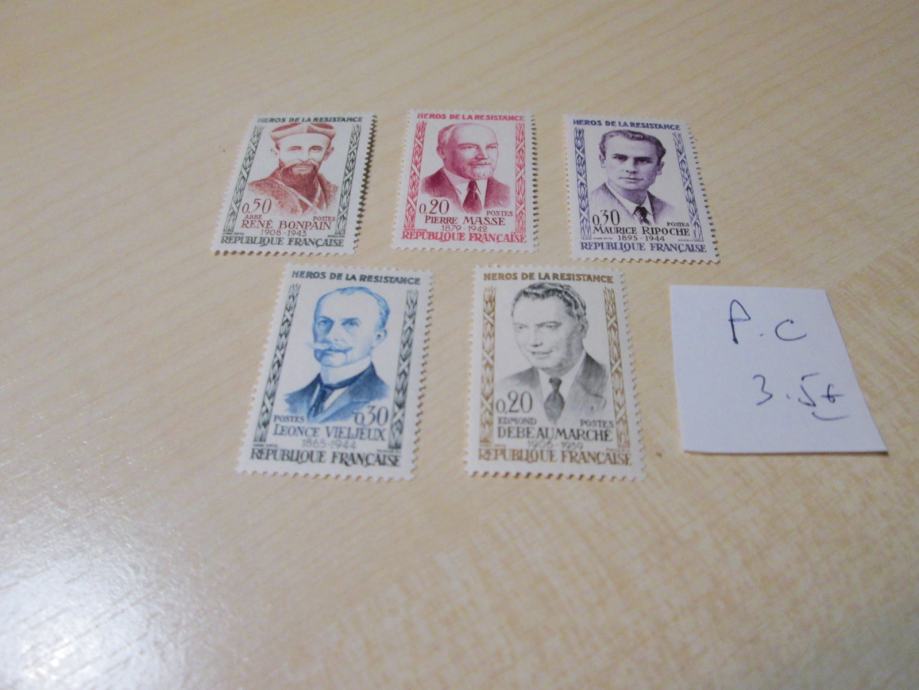 HEROS DE LA RESISTANCE
0,50
ABBE POSTES
RENÉ BONPAIN
1908-1943
REPUBLIQUE FRANÇAISE
HEROS DE LA RESISTANCE
0,20 POSTES
PIERRE MASSE
1879-1942
REPUBLIQUE FRANÇAISE
HEROS DE LA RESISTANCE
0,30 POSTES
MAURICE RIPOCHE
1895-1944
REPUBLIQUE FRANÇAISE
HEROS DE LA RESISTANCE
POSTES 0,30
LEONCE VIELJEUX
1865-1944
REPUBLIQUE FRANÇAISE
HEROS DE LA RESISTANCE
0,20
EDMOND POSTES
DEBEAUMARCHÉ
REPUBLIQUE FRANÇAISE
P.C